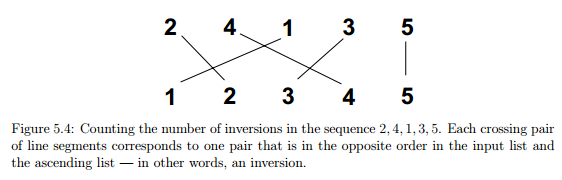 2 4 1 3 5
1 2 3 4 5
Figure 5.4: Counting the number of inversions in the sequence 2, 4, 1, 3, 5. Each crossing pair
of line segments corresponds to one pair that is in the opposite order in the input list and
the ascending list — in other words, an inversion.